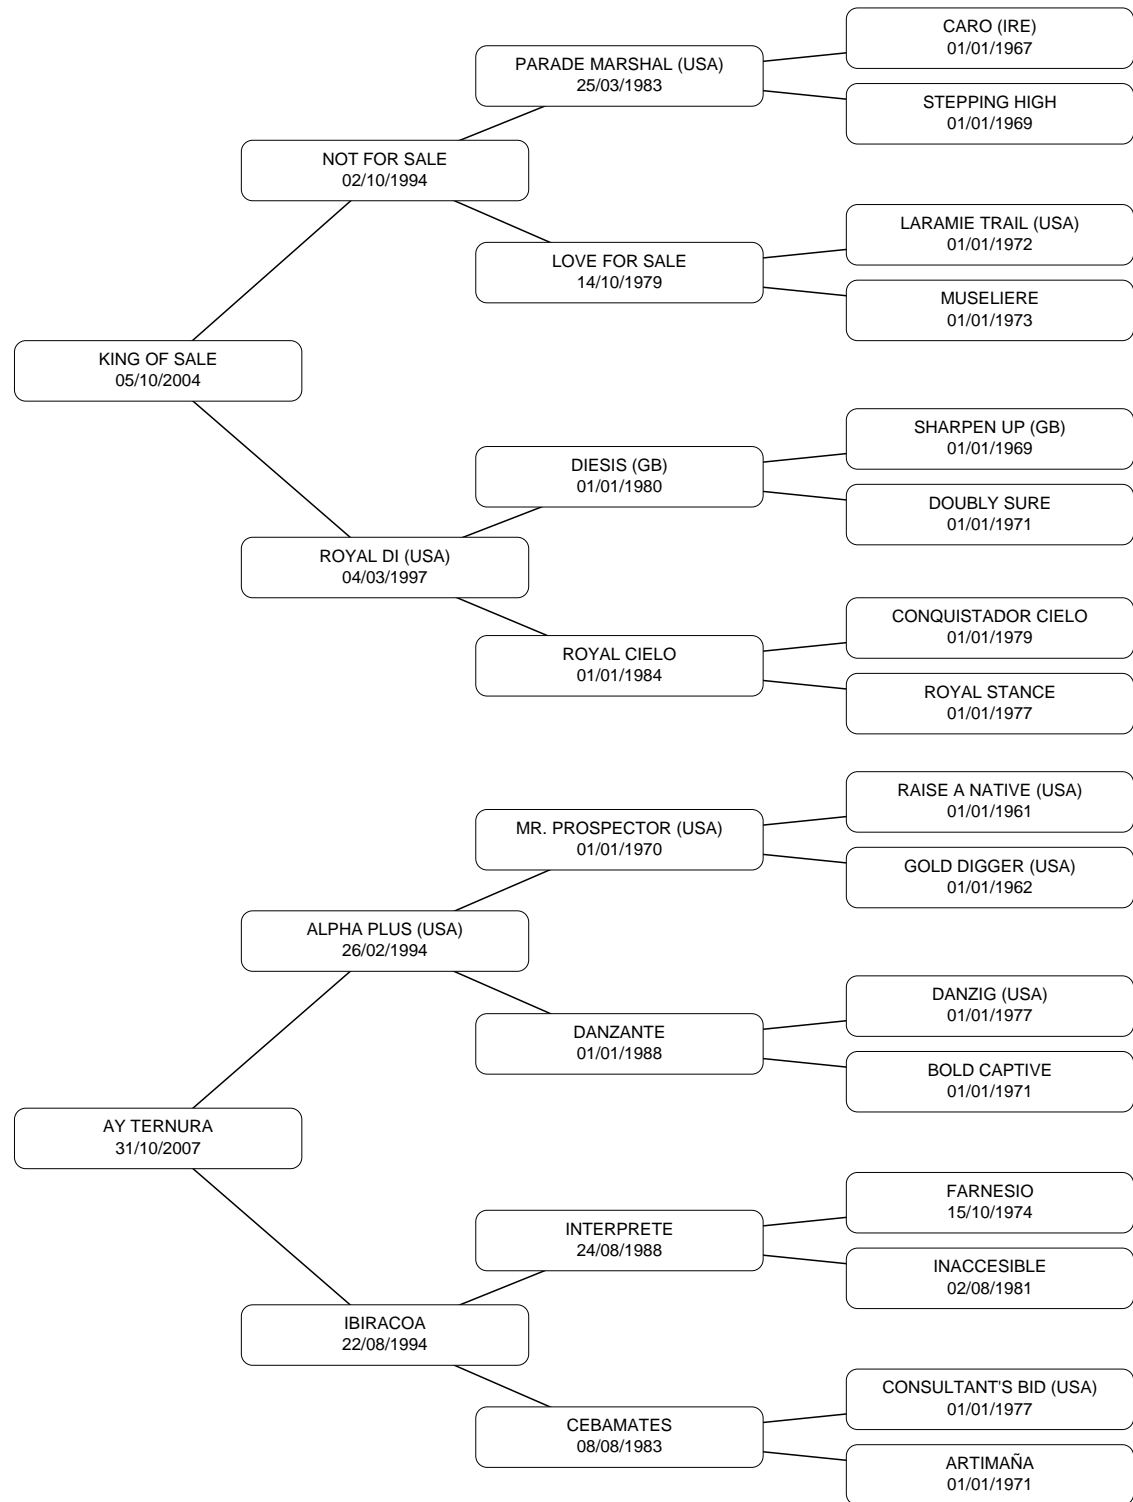 CARO (IRE)
01/01/1967
PARADE MARSHAL (USA)
25/03/1983
STEPPING HIGH
01/01/1969
NOT FOR SALE
02/10/1994
LARAMIE TRAIL (USA)
01/01/1972
LOVE FOR SALE
14/10/1979
MUSELIERE
01/01/1973
KING OF SALE
05/10/2004
SHARPEN UP (GB)
01/01/1969
DIESIS (GB)
01/01/1980
DOUBLY SURE
01/01/1971
ROYAL DI (USA)
04/03/1997
CONQUISTADOR CIELO
01/01/1979
ROYAL CIELO
01/01/1984
ROYAL STANCE
01/01/1977
RAISE A NATIVE (USA)
01/01/1961
MR. PROSPECTOR (USA)
01/01/1970
GOLD DIGGER (USA)
01/01/1962
ALPHA PLUS (USA)
26/02/1994
DANZIG (USA)
01/01/1977
DANZANTE
01/01/1988
BOLD CAPTIVE
01/01/1971
AY TERNURA
31/10/2007
FARNESIO
15/10/1974
INTERPRETE
24/08/1988
INACCESIBLE
02/08/1981
IBIRACOA
22/08/1994
CONSULTANT'S BID (USA)
01/01/1977
CEBAMATES
08/08/1983
ARTIMAÑA
01/01/1971